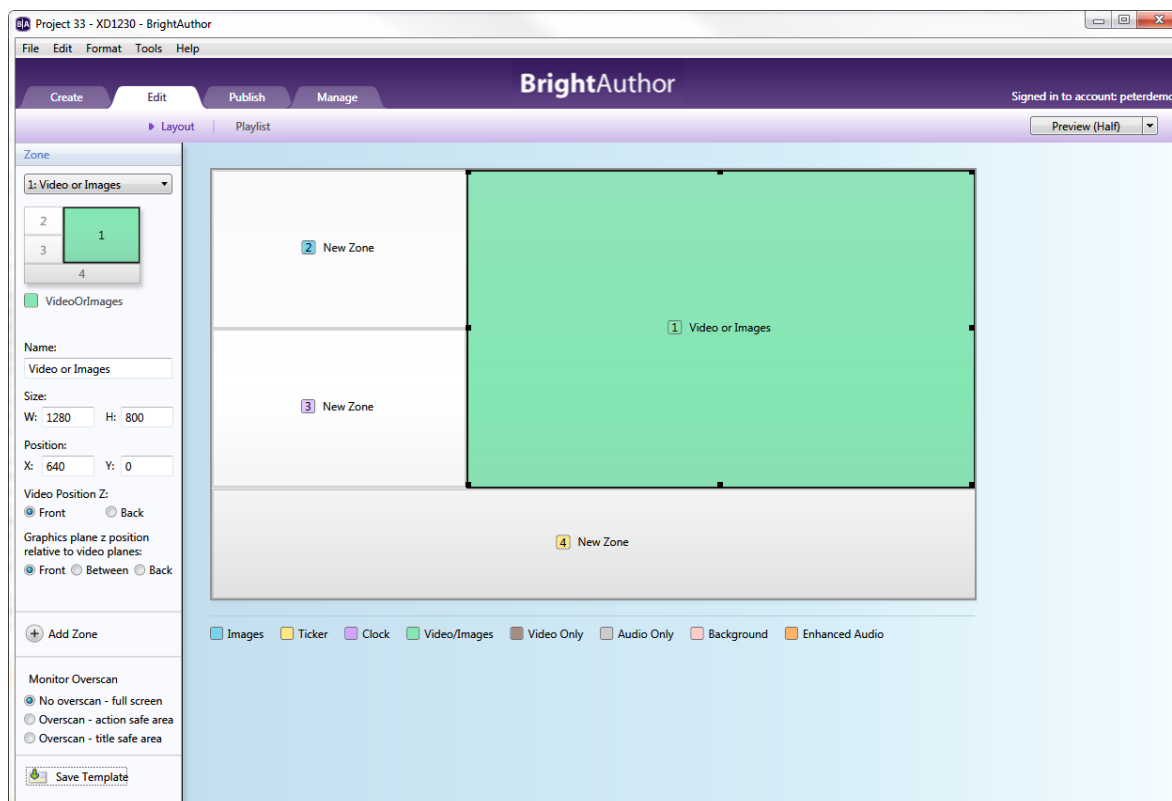 Project 33 - XD1230 - BrightAuthor
File Edit Format Tools Help
BrightAuthor
Create Edit Publish Manage
Signed in to account: peterdemo
Layout Playlist
Preview (Half)
Zone
1: Video or Images
2
1
3
4
VideoOrImages
Name:
Video or Images
Size:
W: 1280 H: 800
Position:
X: 640 Y: 0
Video Position Z:
Front Back
Graphics plane z position
relative to video planes:
Front Between Back
Add Zone
Monitor Overscan
No overscan - full screen
Overscan - action safe area
Overscan - title safe area
Save Template
2 New Zone
1 Video or Images
3 New Zone
4 New Zone
Images Ticker Clock Video/Images Video Only Audio Only Background Enhanced Audio